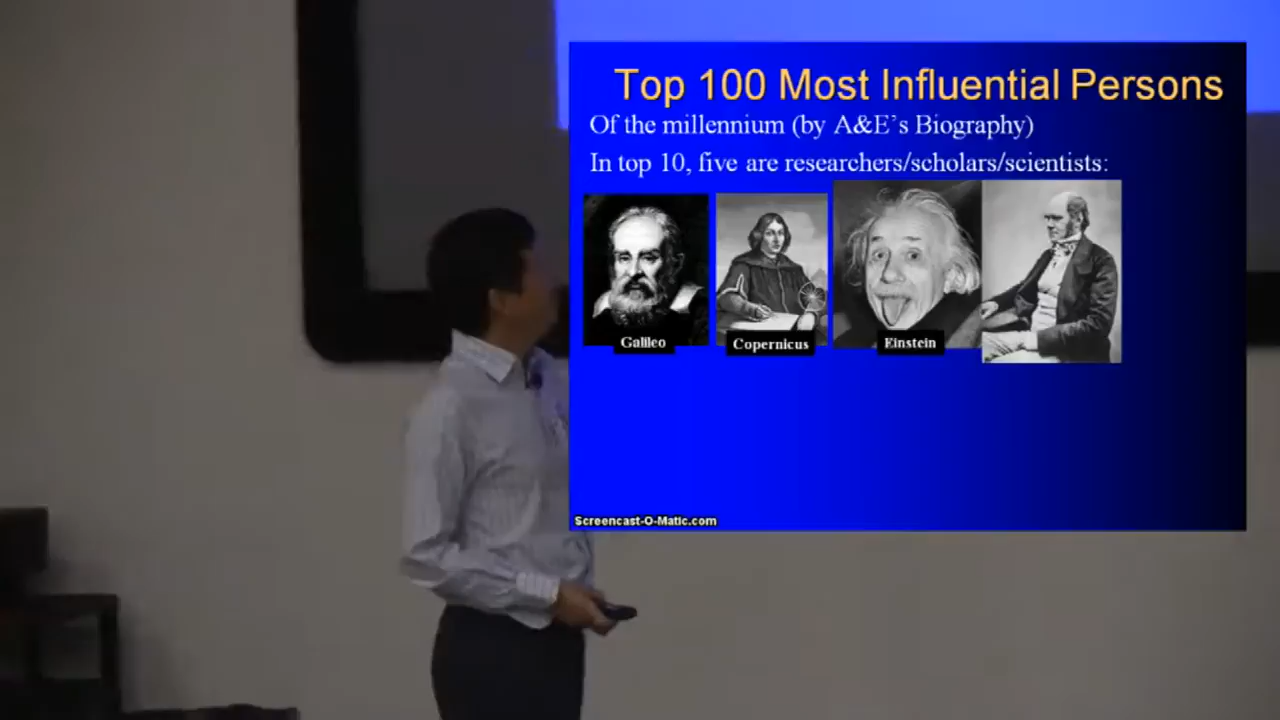 Top 100 Most Influential Persons
Of the millennium (by A&E's Biography)
In top 10, five are researchers/scholars/scientists:
Galileo
Copernicus
Einstein
Screencast-O-Matic.com